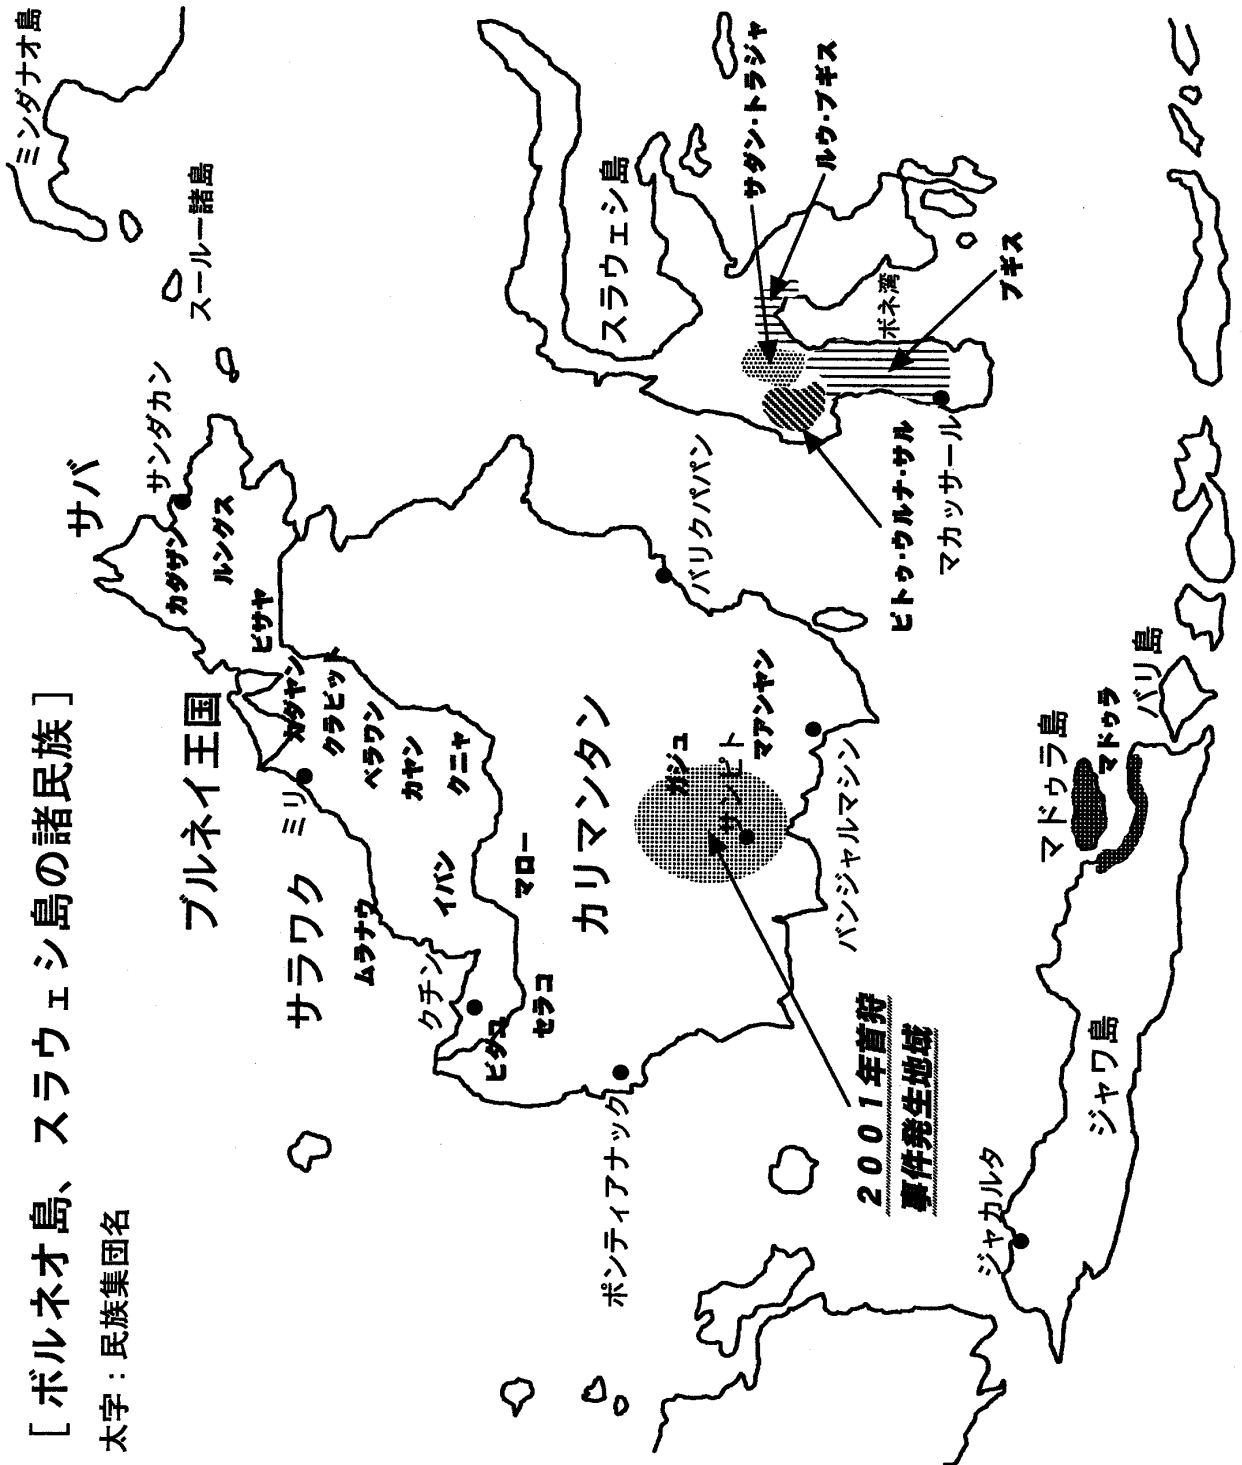 ［ボルネオ島、スラウェシ島の諸民族］
太字：民族集団名
ミンダナオ島
スールー諸島
サバ
サンダカン
カダザン
ルングス
ビサヤ
ブルネイ王国
ミリ
カダヤン
クラビット
ベラワン
カヤン
クニャ
サラワク
ムラナウ
イバン
クチン
ビダユ
マロー
セラコ
カリマンタン
ポンティアナック
ガジュ
サンピト
マアンヤン
バンジャルマシン
バリクパパン
２００１年首狩
事件発生地域
スラウェシ島
サダン・トラジャ
ルウ・ブギス
ボネ湾
ブギス
ピトゥ・ウルナ・サル
マカッサール
ジャカルタ
ジャワ島
マドゥラ島
マドゥラ
バリ島